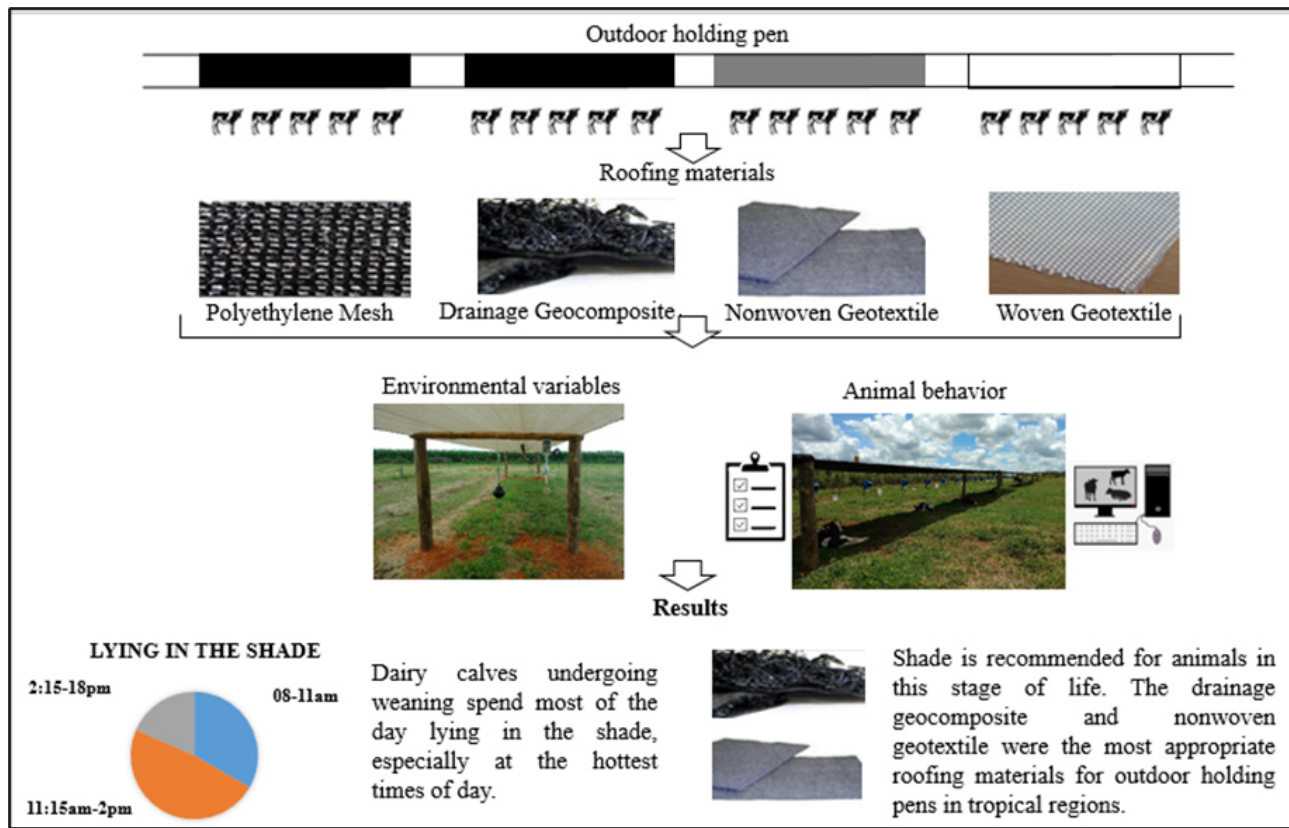 Outdoor holding pen
Roofing materials
Polyethylene Mesh
Drainage Geocomposite
Nonwoven Geotextile
Woven Geotextile
Environmental variables
Animal behavior
Results
LYING IN THE SHADE
2:15-18pm
08-11am
11:15am-2pm
Dairy calves undergoing
weaning spend most of the
day lying in the shade,
especially at the hottest
times of day.
Shade is recommended for animals in
this stage of life. The drainage
geocomposite and nonwoven
geotextile were the most appropriate
roofing materials for outdoor holding
pens in tropical regions.